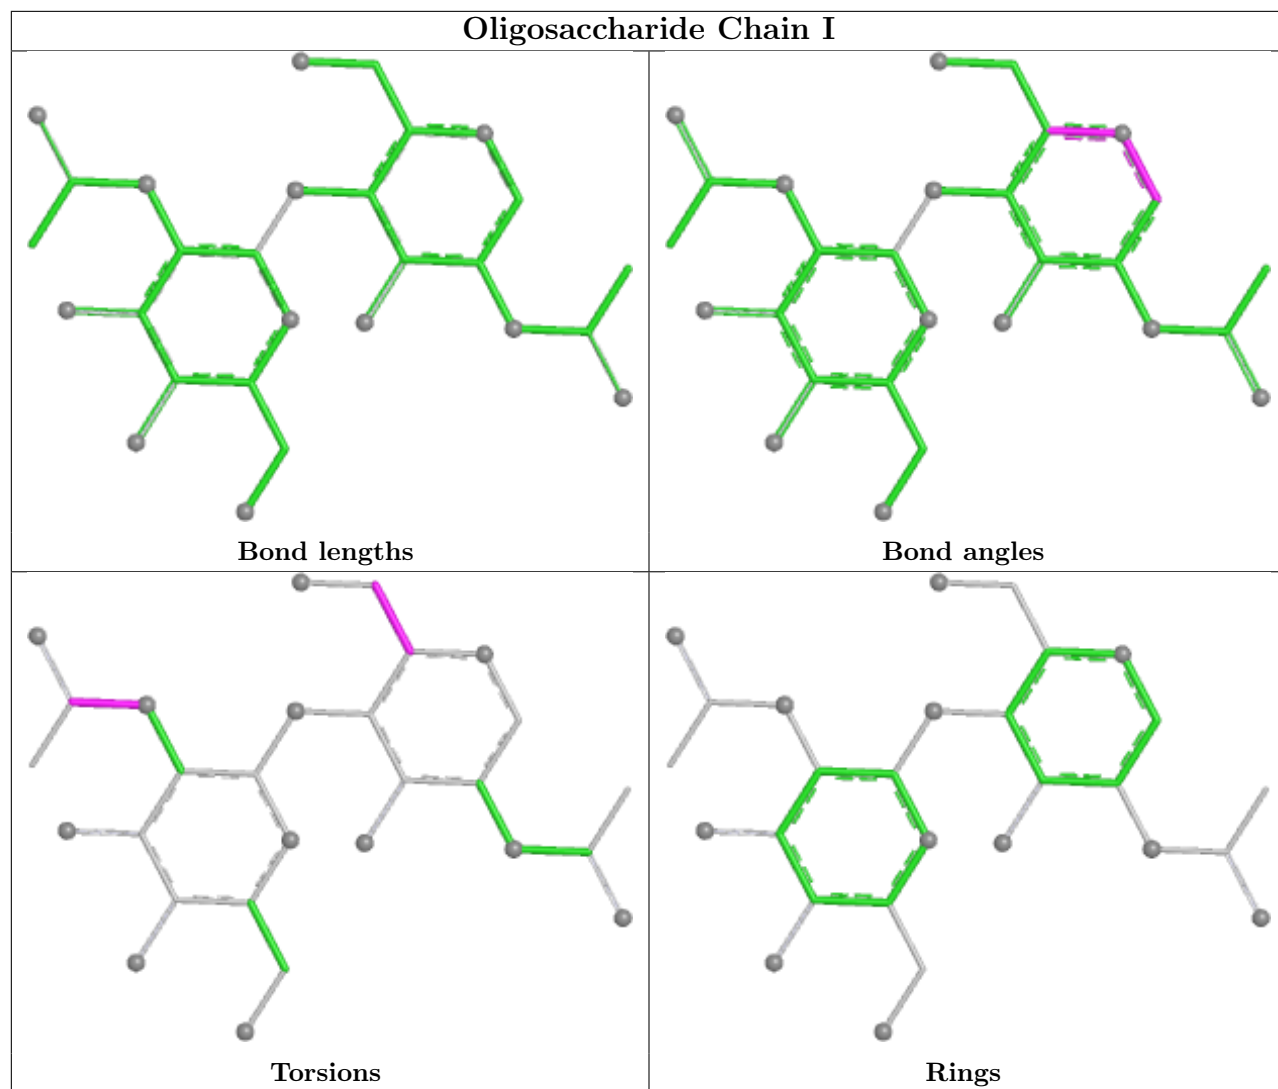 Oligosaccharide Chain I
Bond lengths
Bond angles
Torsions
Rings